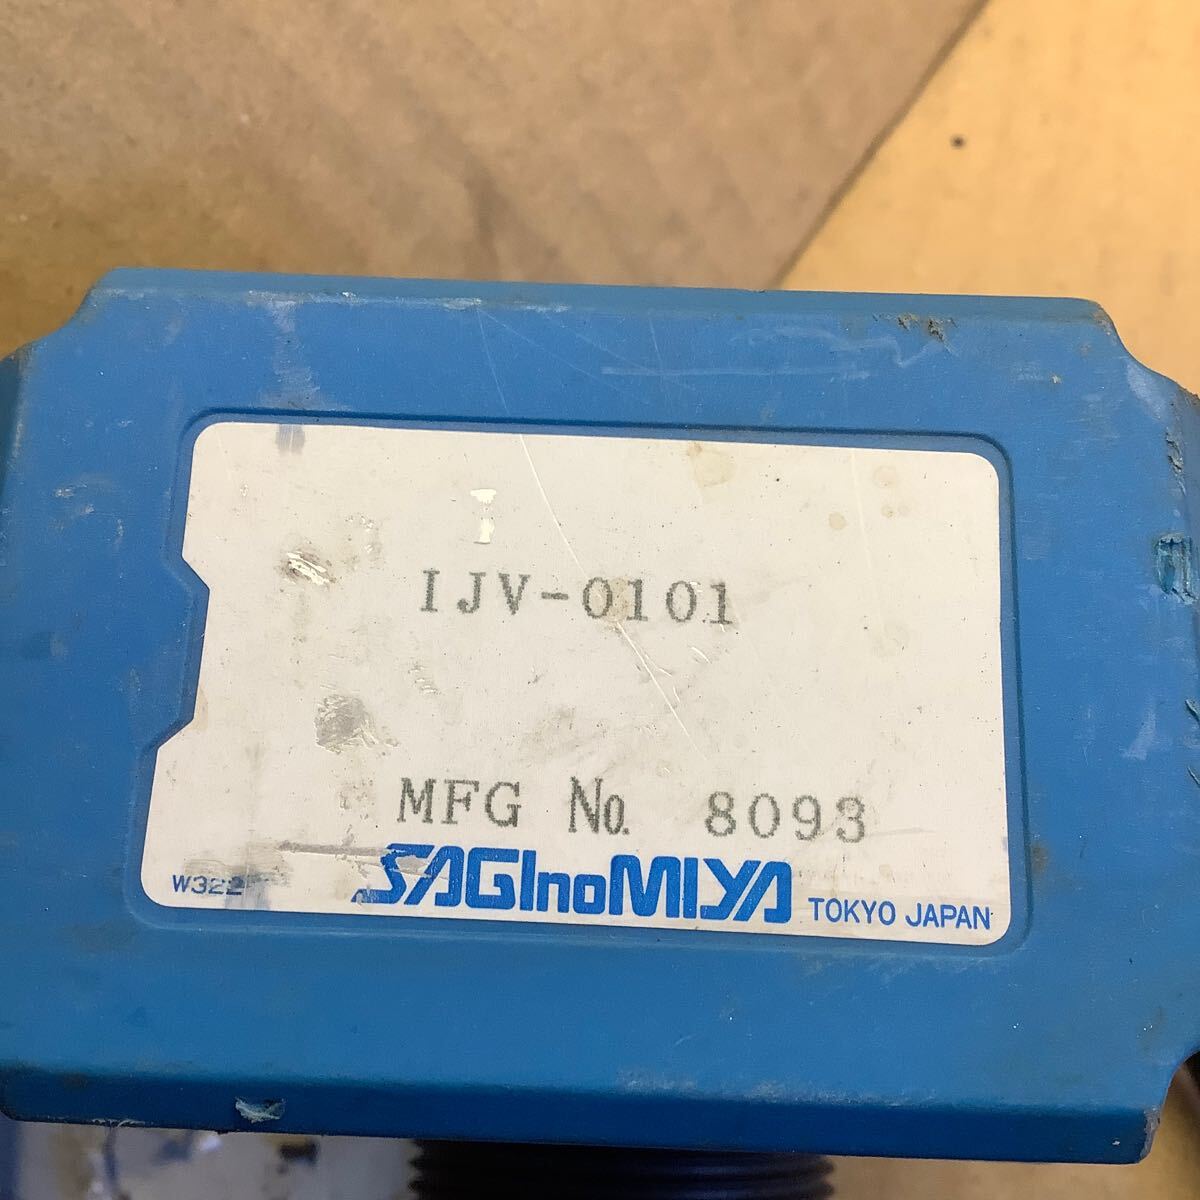 IJV-0101
MFG No. 8093
W322
SAGInoMIYA TOKYO JAPAN